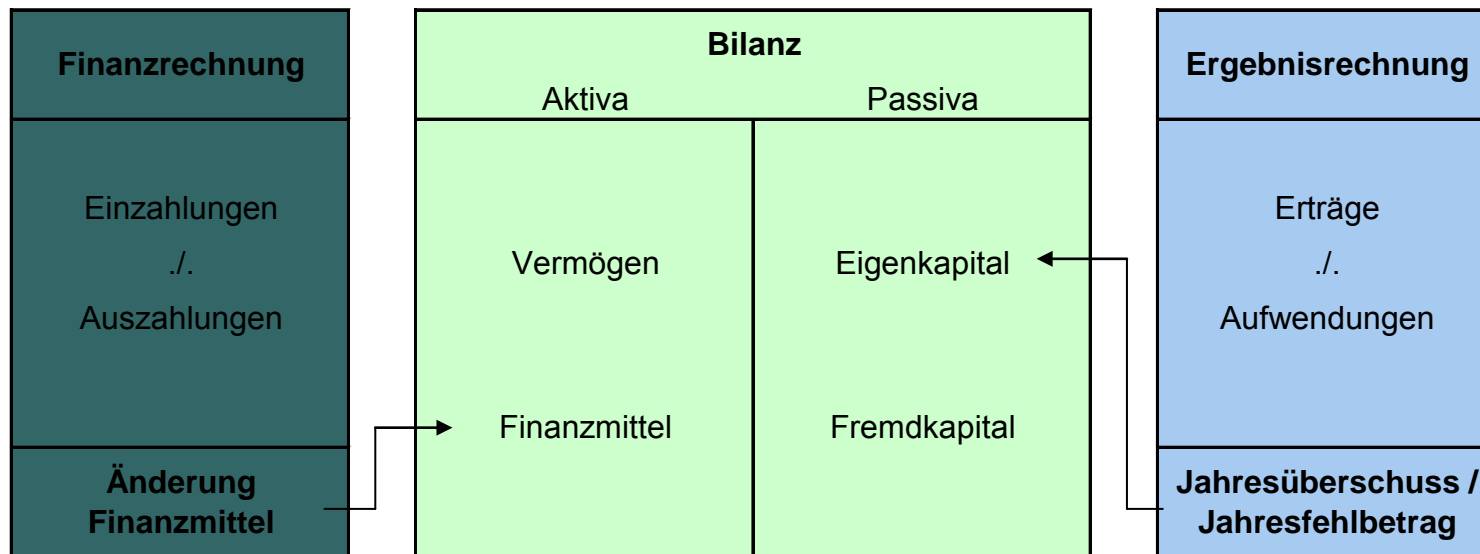 Finanzrechnung
Einzahlungen
./.
Auszahlungen
Änderung
Finanzmittel
Bilanz
Aktiva Passiva
Vermögen Eigenkapital
Finanzmittel Fremdkapital
Ergebnisrechnung
Erträge
./.
Aufwendungen
Jahresüberschuss /
Jahresfehlbetrag